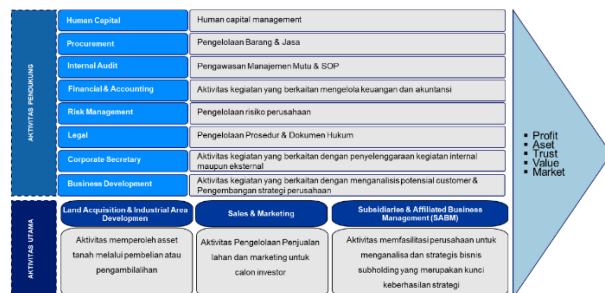 AKTIVITAS PENDUKUNG
Human Capital
Human capital management
Procurement
Pengelolaan Barang & Jasa
Internal Audit
Pengawasan Manajemen Mutu & SOP
Financial & Accounting
Aktivitas kegiatan yang berkaitan mengelola keuangan dan akuntansi
Risk Management
Pengelolaan risiko perusahaan
Legal
Pengelolaan Prosedur & Dokumen Hukum
Corporate Secretary
Aktivitas kegiatan yang berkaitan dengan penyelenggaraan kegiatan internal
maupun eksternal
Business Development
Aktivitas kegiatan yang berkaitan dengan menganalisis potensial customer &
Pengembangan strategi perusahaan
AKTIVITAS UTAMA
Land Acquisition & Industrial Area
Developmen
Aktivitas memperoleh asset
tanah melalui pembelian atau
pengambilalihan
Sales & Marketing
Aktivitas Pengelolaan Penjualan
lahan dan marketing untuk
calon investor
Subsidiaries & Affiliated Business
Management (SABM)
Aktivitas memfasilitasi perusahaan untuk
menganalisa dan strategis bisnis
subholding yang merupakan kunci
keberhasilan strategi
▪ Profit
▪ Aset
▪ Trust
▪ Value
▪ Market